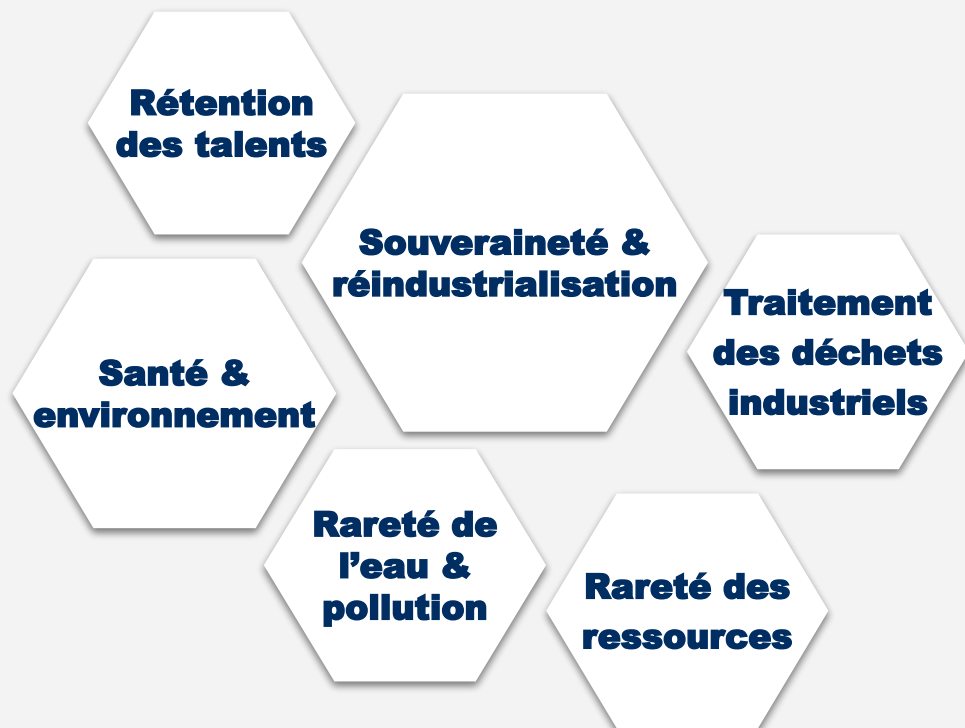 Rétention
des talents
Souveraineté &
réindustrialisation
Traitement
des déchets
industriels
Santé &
environnement
Rareté de
l’eau &
pollution
Rareté des
ressources